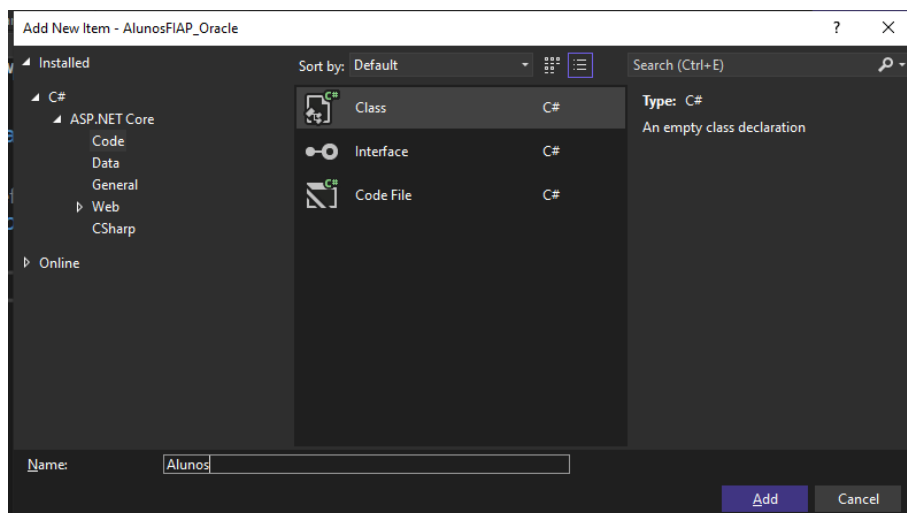 Add New Item - AlunosFIAP_Oracle ? ×
Installed
C#
ASP.NET Core
Code
Data
General
Web
CSharp
Online
Sort by: Default
Class C#
Interface C#
Code File C#
Search (Ctrl+E)
Type: C#
An empty class declaration
Name: Alunos
Add Cancel